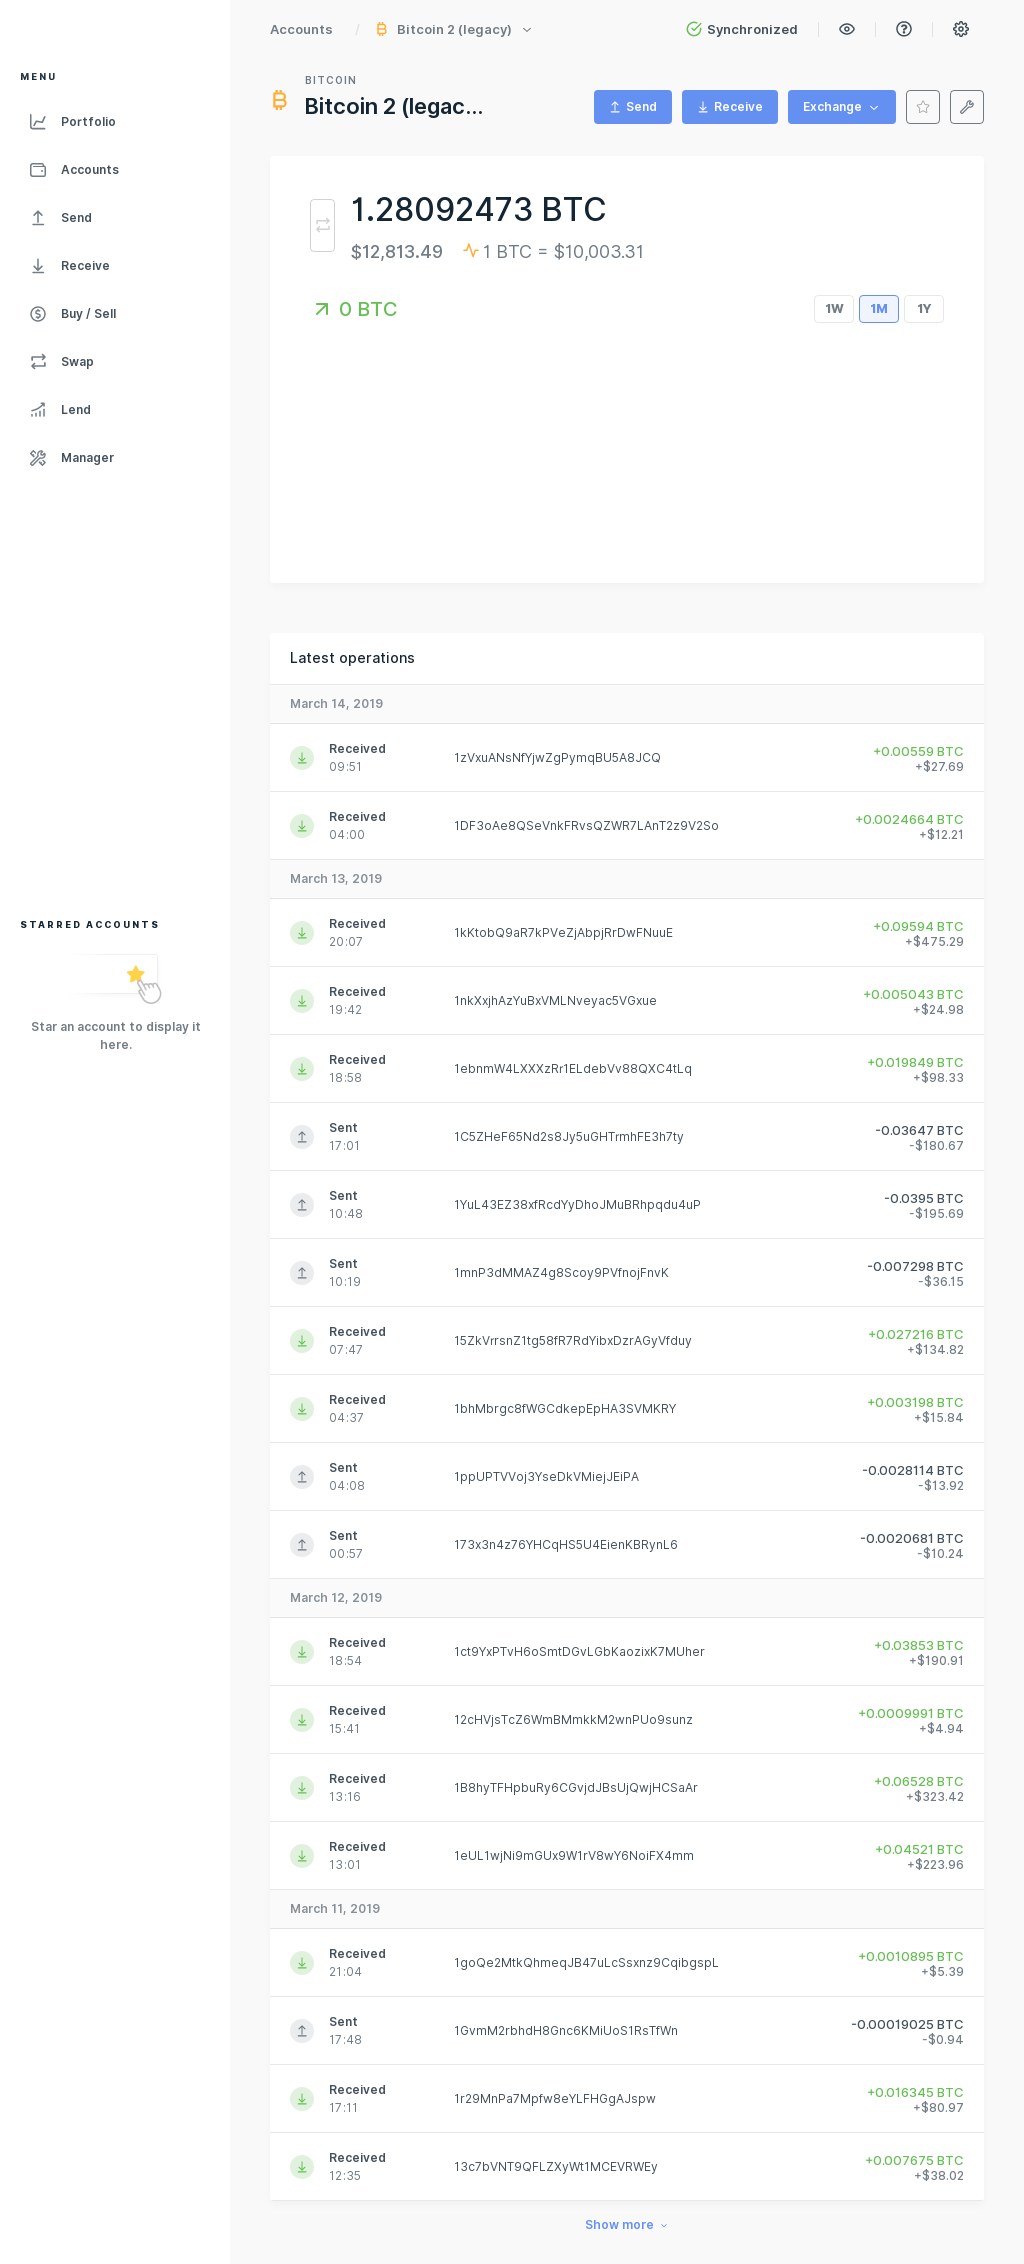 Accounts / Bitcoin 2 (legacy) Synchronized
MENU
Portfolio
Accounts
Send
Receive
Buy / Sell
Swap
Lend
Manager
STARRED ACCOUNTS
Star an account to display it
here.
BITCOIN
Bitcoin 2 (legac...
Send Receive Exchange
1.28092473 BTC
$12,813.49 1 BTC = $10,003.31
0 BTC 1W 1M 1Y
Latest operations
March 14, 2019
Received 1zVxuANsNfYjwZgPymqBU5A8JCQ +0.00559 BTC
09:51 +$27.69
Received 1DF3oAe8QSeVnkFRvsQZWR7LAnT2z9V2So +0.0024664 BTC
04:00 +$12.21
March 13, 2019
Received 1kKtobQ9aR7kPVeZjAbpjRrDwFNuuE +0.09594 BTC
20:07 +$475.29
Received 1nkXxjhAzYuBxVMLNveyac5VGxue +0.005043 BTC
19:42 +$24.98
Received 1ebnmW4LXXXzRr1ELdebVv88QXC4tLq +0.019849 BTC
18:58 +$98.33
Sent 1C5ZHeF65Nd2s8Jy5uGHTrmhFE3h7ty -0.03647 BTC
17:01 -$180.67
Sent 1YuL43EZ38xfRcdYyDhoJMuBRhpqdu4uP -0.0395 BTC
10:48 -$195.69
Sent 1mnP3dMMAZ4g8Scoy9PVfnojFnvK -0.007298 BTC
10:19 -$36.15
Received 15ZkVrrsnZ1tg58fR7RdYibxDzrAGyVfduy +0.027216 BTC
07:47 +$134.82
Received 1bhMbrgc8fWGCdkepEpHA3SVMKRY +0.003198 BTC
04:37 +$15.84
Sent 1ppUPTVVoj3YseDkVMiejJEiPA -0.0028114 BTC
04:08 -$13.92
Sent 173x3n4z76YHCqHS5U4EienKBRynL6 -0.0020681 BTC
00:57 -$10.24
March 12, 2019
Received 1ct9YxPTvH6oSmtDGvLGbKaozixK7MUher +0.03853 BTC
18:54 +$190.91
Received 12cHVjsTcZ6WmBMmkkM2wnPUo9sunz +0.0009991 BTC
15:41 +$4.94
Received 1B8hyTFHpbuRy6CGvjdJBsUjQwjHCSaAr +0.06528 BTC
13:16 +$323.42
Received 1eUL1wjNi9mGUx9W1rV8wY6NoiFX4mm +0.04521 BTC
13:01 +$223.96
March 11, 2019
Received 1goQe2MtkQhmeqJB47uLcSsxnz9CqibgspL +0.0010895 BTC
21:04 +$5.39
Sent 1GvmM2rbhdH8Gnc6KMiUoS1RsTfWn -0.00019025 BTC
17:48 -$0.94
Received 1r29MnPa7Mpfw8eYLFHGgAJspw +0.016345 BTC
17:11 +$80.97
Received 13c7bVNT9QFLZXyWt1MCEVRWEy +0.007675 BTC
12:35 +$38.02
Show more